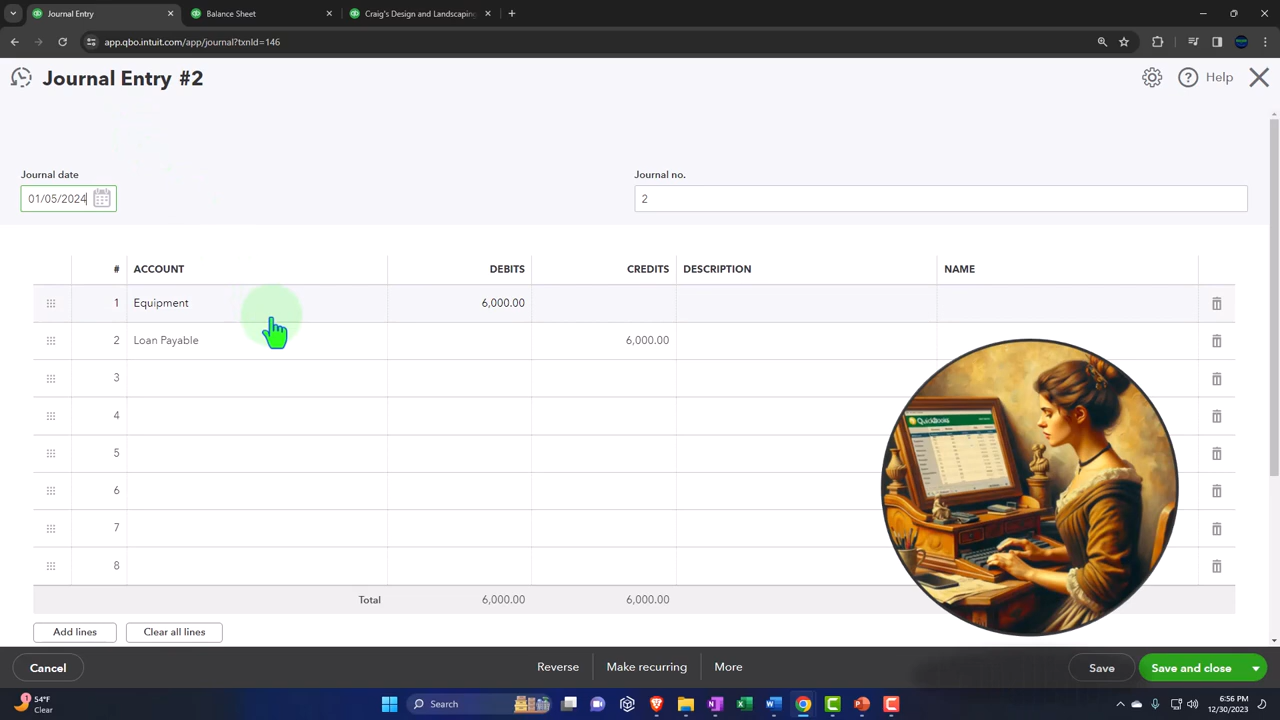 Journal Entry
Balance Sheet
Craig's Design and Landscaping
app.qbo.intuit.com/app/journal?txnId=146
Journal Entry #2
Help
Journal date
Journal no.
01/05/2024
2
# ACCOUNT DEBITS CREDITS DESCRIPTION NAME
1 Equipment 6,000.00
2 Loan Payable 6,000.00
3
4
5
6
7
8
QuickBooks
Total 6,000.00 6,000.00
Add lines Clear all lines
Cancel Reverse Make recurring More Save Save and close
1
54°F
Clear
Search
6:56 PM
12/30/2023